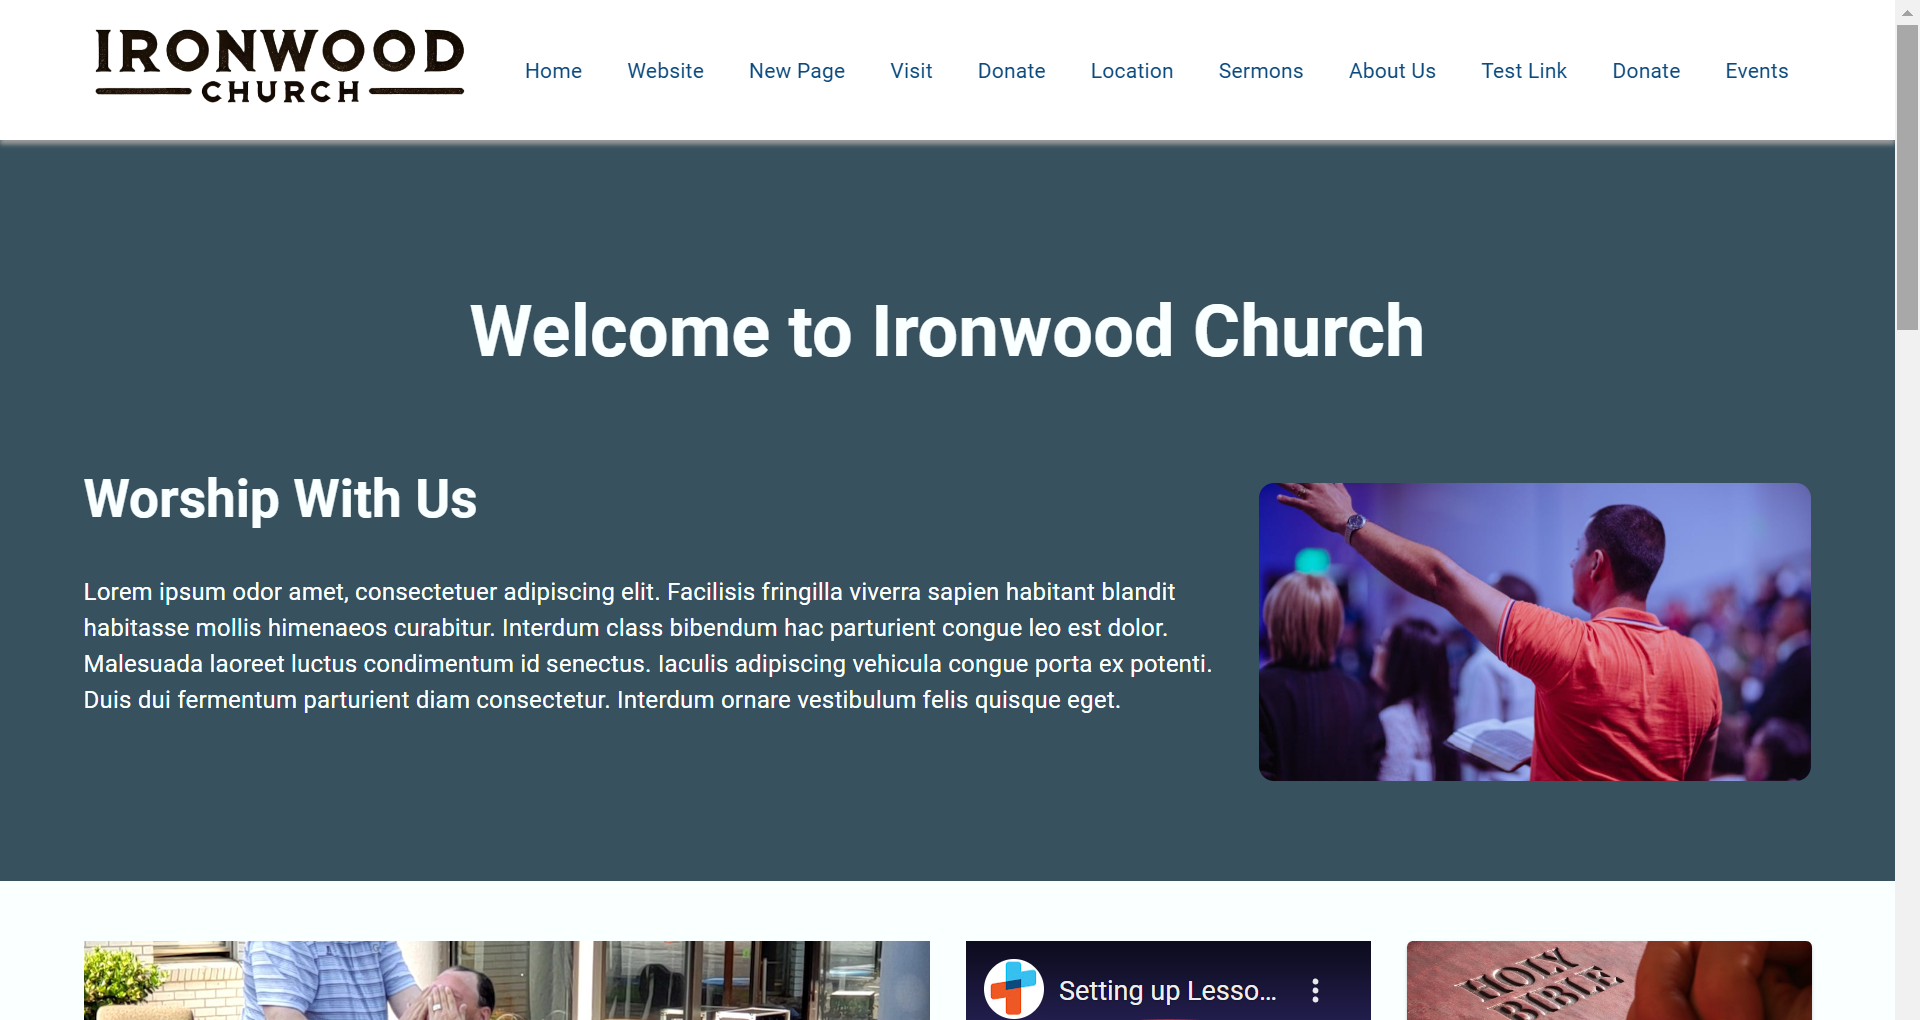 IRONWOOD
CHURCH
Home Website New Page Visit Donate Location Sermons About Us Test Link Donate Events
Welcome to Ironwood Church
Worship With Us
Lorem ipsum odor amet, consectetuer adipiscing elit. Facilisis fringilla viverra sapien habitant blandit
habitasse mollis himenaeos curabitur. Interdum class bibendum hac parturient congue leo est dolor.
Malesuada laoreet luctus condimentum id senectus. Iaculis adipiscing vehicula congue porta ex potenti.
Duis dui fermentum parturient diam consectetur. Interdum ornare vestibulum felis quisque eget.
Setting up Lesso...
HOLY
BIBLE